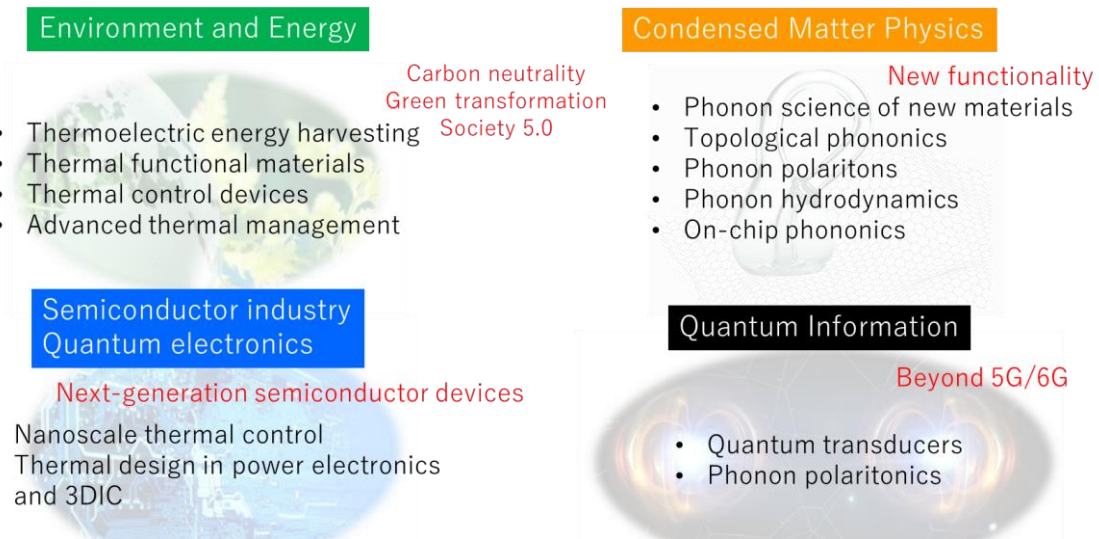 Environment and Energy
Carbon neutrality
Green transformation
Society 5.0
• Thermoelectric energy harvesting
• Thermal functional materials
• Thermal control devices
• Advanced thermal management
Condensed Matter Physics
New functionality
• Phonon science of new materials
• Topological phononics
• Phonon polaritons
• Phonon hydrodynamics
• On-chip phononics
Semiconductor industry
Quantum electronics
Next-generation semiconductor devices
Nanoscale thermal control
Thermal design in power electronics
and 3DIC
Quantum Information
Beyond 5G/6G
• Quantum transducers
• Phonon polaritonics